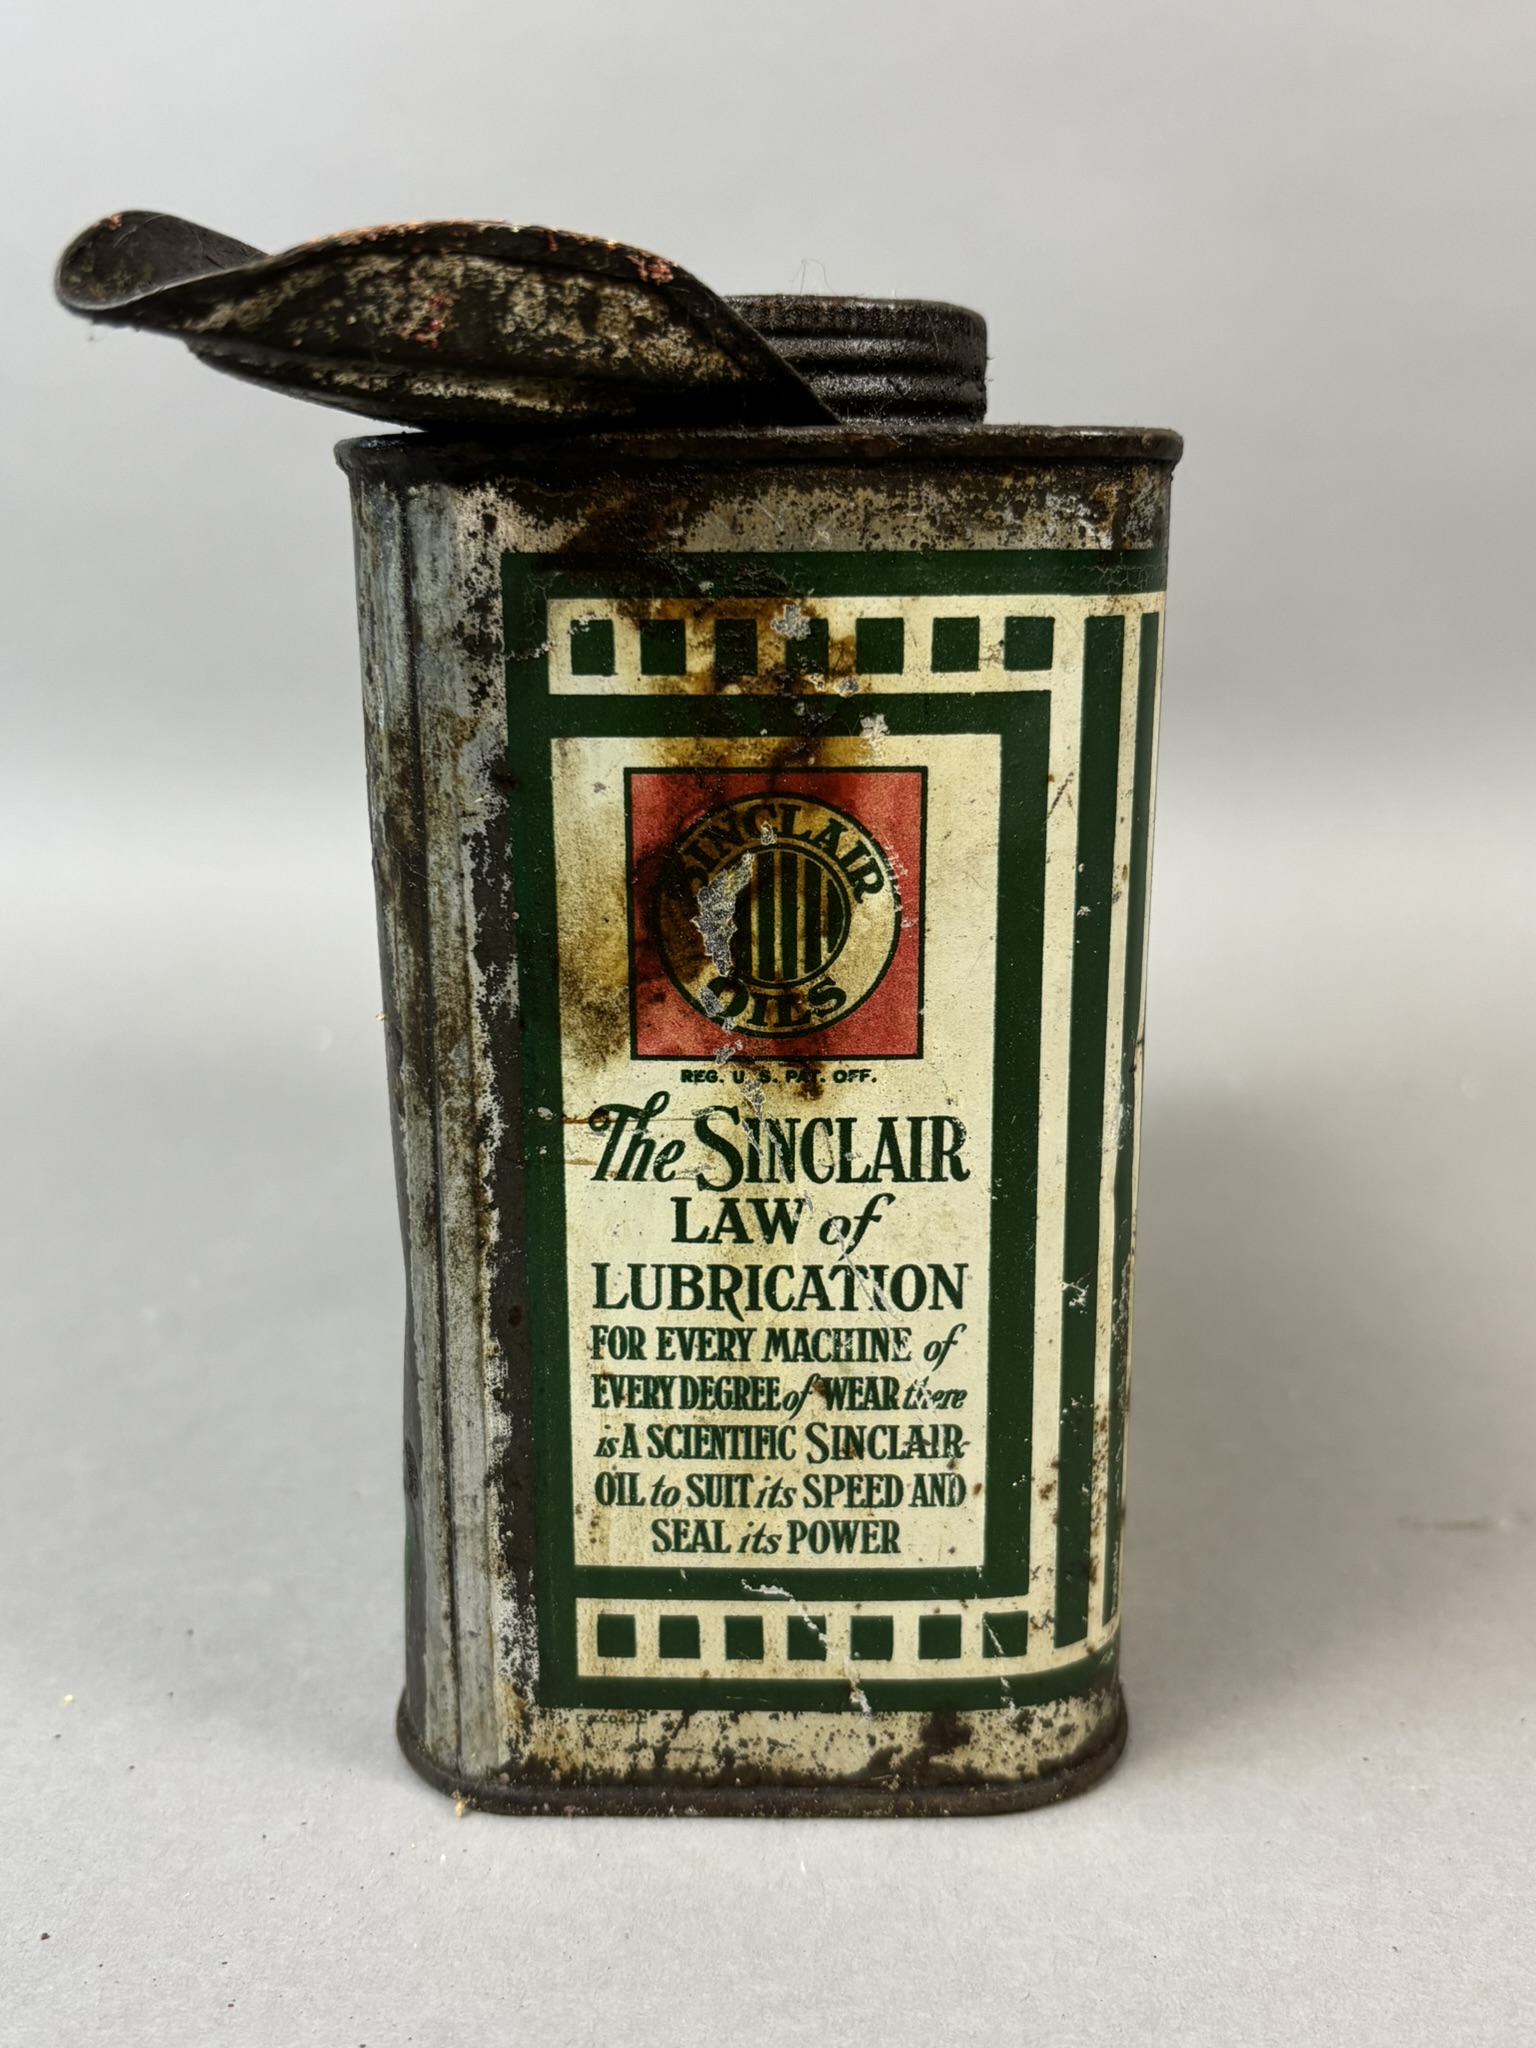 SINCLAIR
OILS
REG. U. S. PAT. OFF.
The SINCLAIR
LAW of
LUBRICATION
FOR EVERY MACHINE of
EVERY DEGREE of WEAR there
is A SCIENTIFIC SINCLAIR
OIL to SUIT its SPEED AND
SEAL its POWER